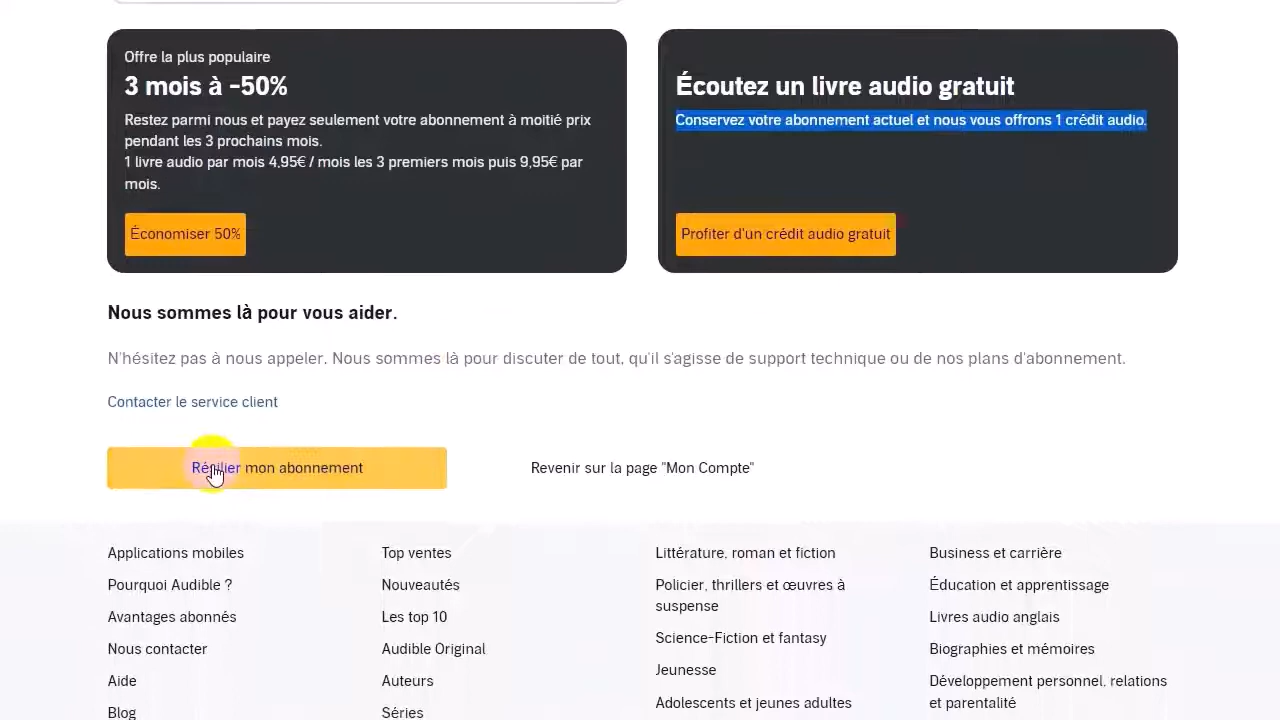 Offre la plus populaire
3 mois à -50%
Restez parmi nous et payez seulement votre abonnement à moitié prix
pendant les 3 prochains mois.
1 livre audio par mois 4,95€ / mois les 3 premiers mois puis 9,95€ par
mois.
Économiser 50%
Écoutez un livre audio gratuit
Conservez votre abonnement actuel et nous vous offrons 1 crédit audio.
Profiter d'un crédit audio gratuit
Nous sommes là pour vous aider.
N'hésitez pas à nous appeler. Nous sommes là pour discuter de tout, qu'il s'agisse de support technique ou de nos plans d'abonnement.
Contacter le service client
Résilier mon abonnement
Revenir sur la page "Mon Compte"
Applications mobiles
Pourquoi Audible ?
Avantages abonnés
Nous contacter
Aide
Blog
Top ventes
Nouveautés
Les top 10
Audible Original
Auteurs
Séries
Littérature, roman et fiction
Policier, thrillers et œuvres à
suspense
Science-Fiction et fantasy
Jeunesse
Adolescents et jeunes adultes
Business et carrière
Éducation et apprentissage
Livres audio anglais
Biographies et mémoires
Développement personnel, relations
et parentalité